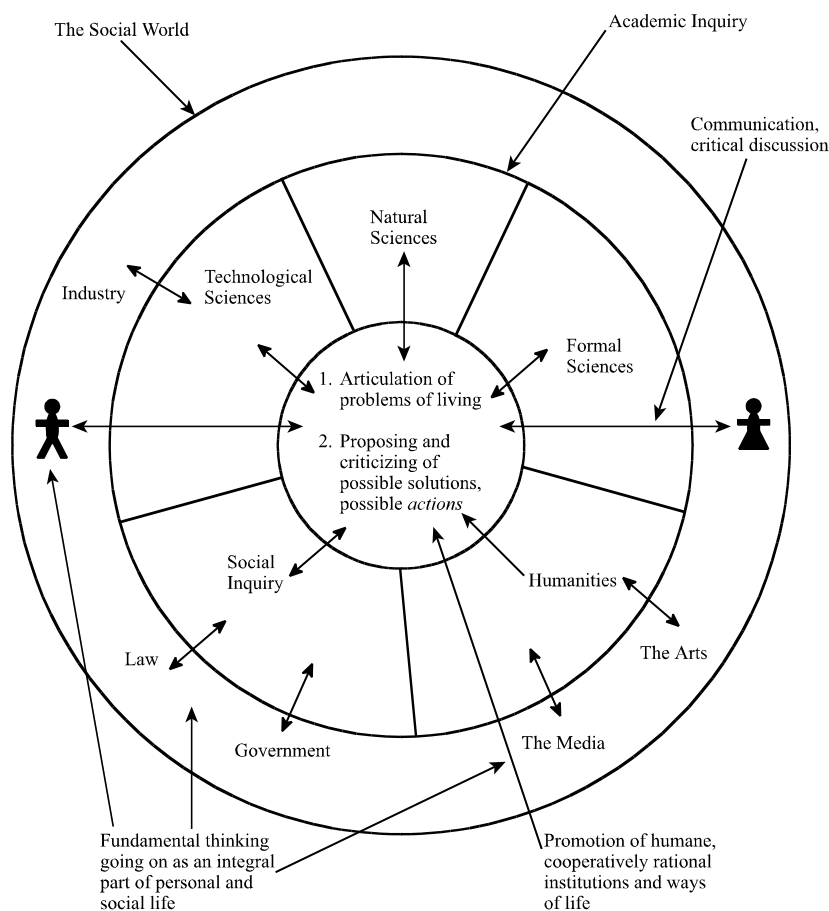 The Social World
Academic Inquiry
Communication,
critical discussion
Natural
Sciences
Industry
Technological
Sciences
Formal
Sciences
1. Articulation of
problems of living
2. Proposing and
criticizing of
possible solutions,
possible actions
Social
Inquiry
Humanities
Law
The Arts
Government
The Media
Fundamental thinking
going on as an integral
part of personal and
social life
Promotion of humane,
cooperatively rational
institutions and ways
of life